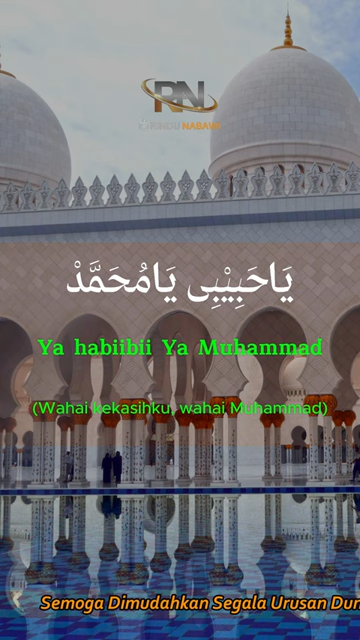 RN
NABAWI
يَاحَبِيْبِى يَامُحَمَّدْ
Ya habiibii Ya Muhammad
(Wahai kekasihku, wahai Muhammad)
Semoga Dimudahkan Segala Urusan Dun